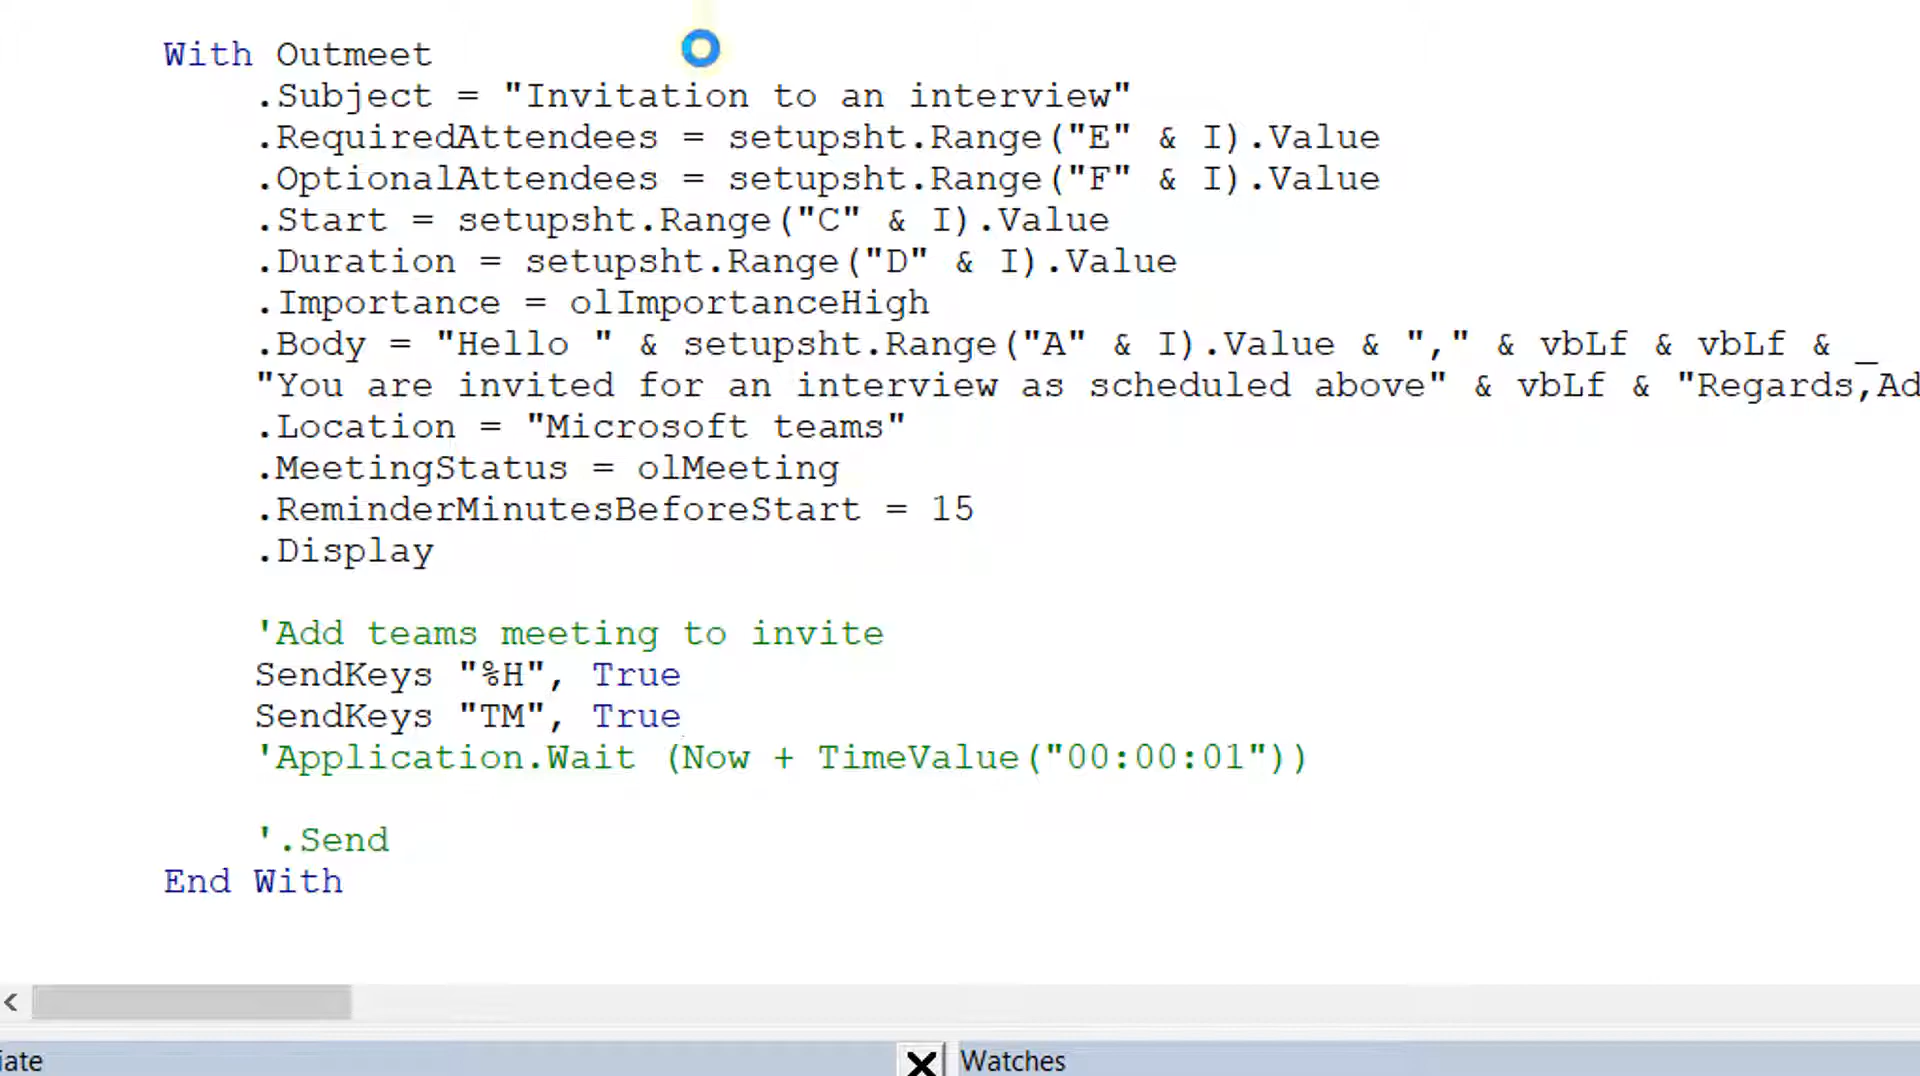 With Outmeet
.Subject = "Invitation to an interview"
.RequiredAttendees = setupsht.Range("E" & I).Value
.OptionalAttendees = setupsht.Range("F" & I).Value
.Start = setupsht.Range("C" & I).Value
.Duration = setupsht.Range("D" & I).Value
.Importance = olImportanceHigh
.Body = "Hello " & setupsht.Range("A" & I).Value & "," & vbLf & vbLf & _
"You are invited for an interview as scheduled above" & vbLf & "Regards,Ad
.Location = "Microsoft teams"
.MeetingStatus = olMeeting
.ReminderMinutesBeforeStart = 15
.Display
'Add teams meeting to invite
SendKeys "%H", True
SendKeys "TM", True
'Application.Wait (Now + TimeValue("00:00:01"))
'.Send
End With
iate
Watches